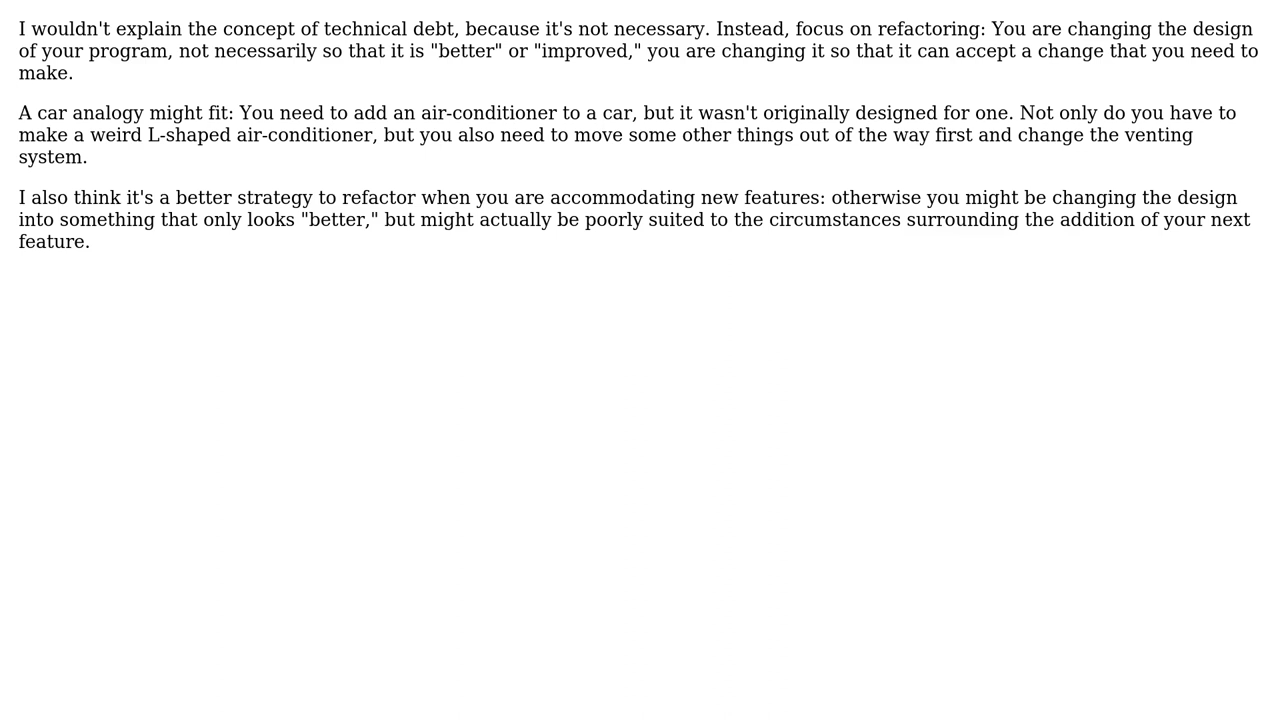 I wouldn't explain the concept of technical debt, because it's not necessary. Instead, focus on refactoring: You are changing the design
of your program, not necessarily so that it is "better" or "improved," you are changing it so that it can accept a change that you need to
make.
A car analogy might fit: You need to add an air-conditioner to a car, but it wasn't originally designed for one. Not only do you have to
make a weird L-shaped air-conditioner, but you also need to move some other things out of the way first and change the venting
system.
I also think it's a better strategy to refactor when you are accommodating new features: otherwise you might be changing the design
into something that only looks "better," but might actually be poorly suited to the circumstances surrounding the addition of your next
feature.